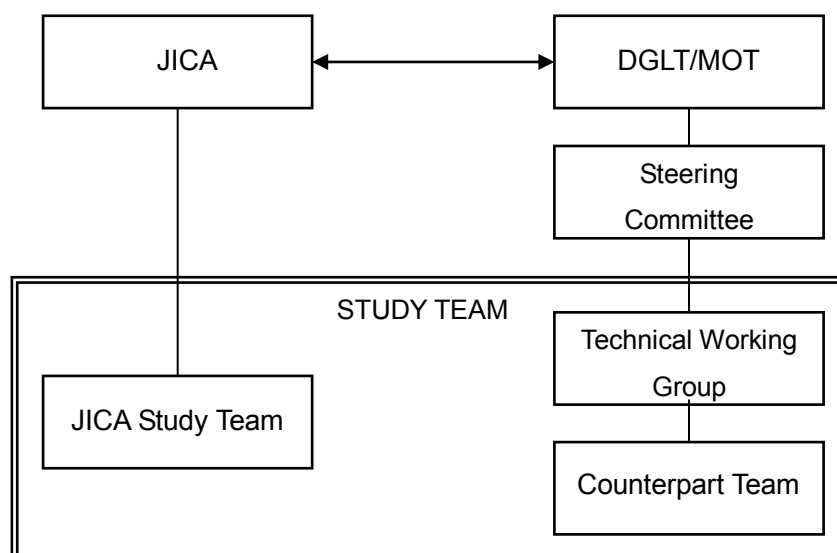 JICA
DGLT/MOT
Steering
Committee
STUDY TEAM
Technical Working
Group
JICA Study Team
Counterpart Team